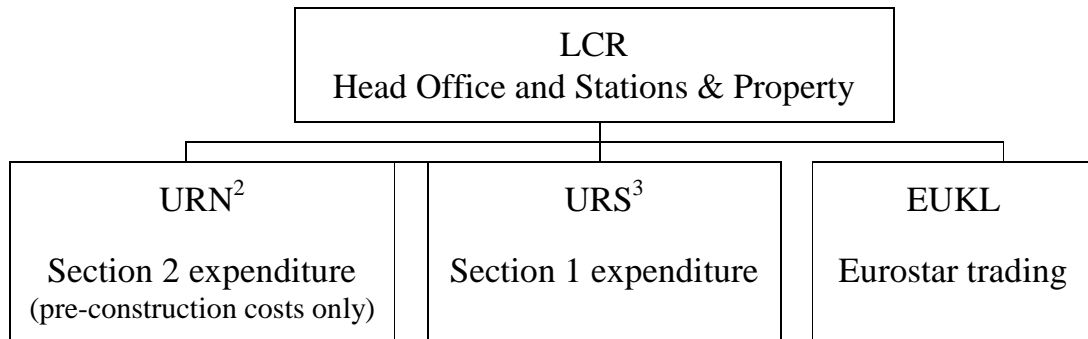 LCR
Head Office and Stations & Property
URN²
Section 2 expenditure
(pre-construction costs only)
URS³
Section 1 expenditure
EUKL
Eurostar trading